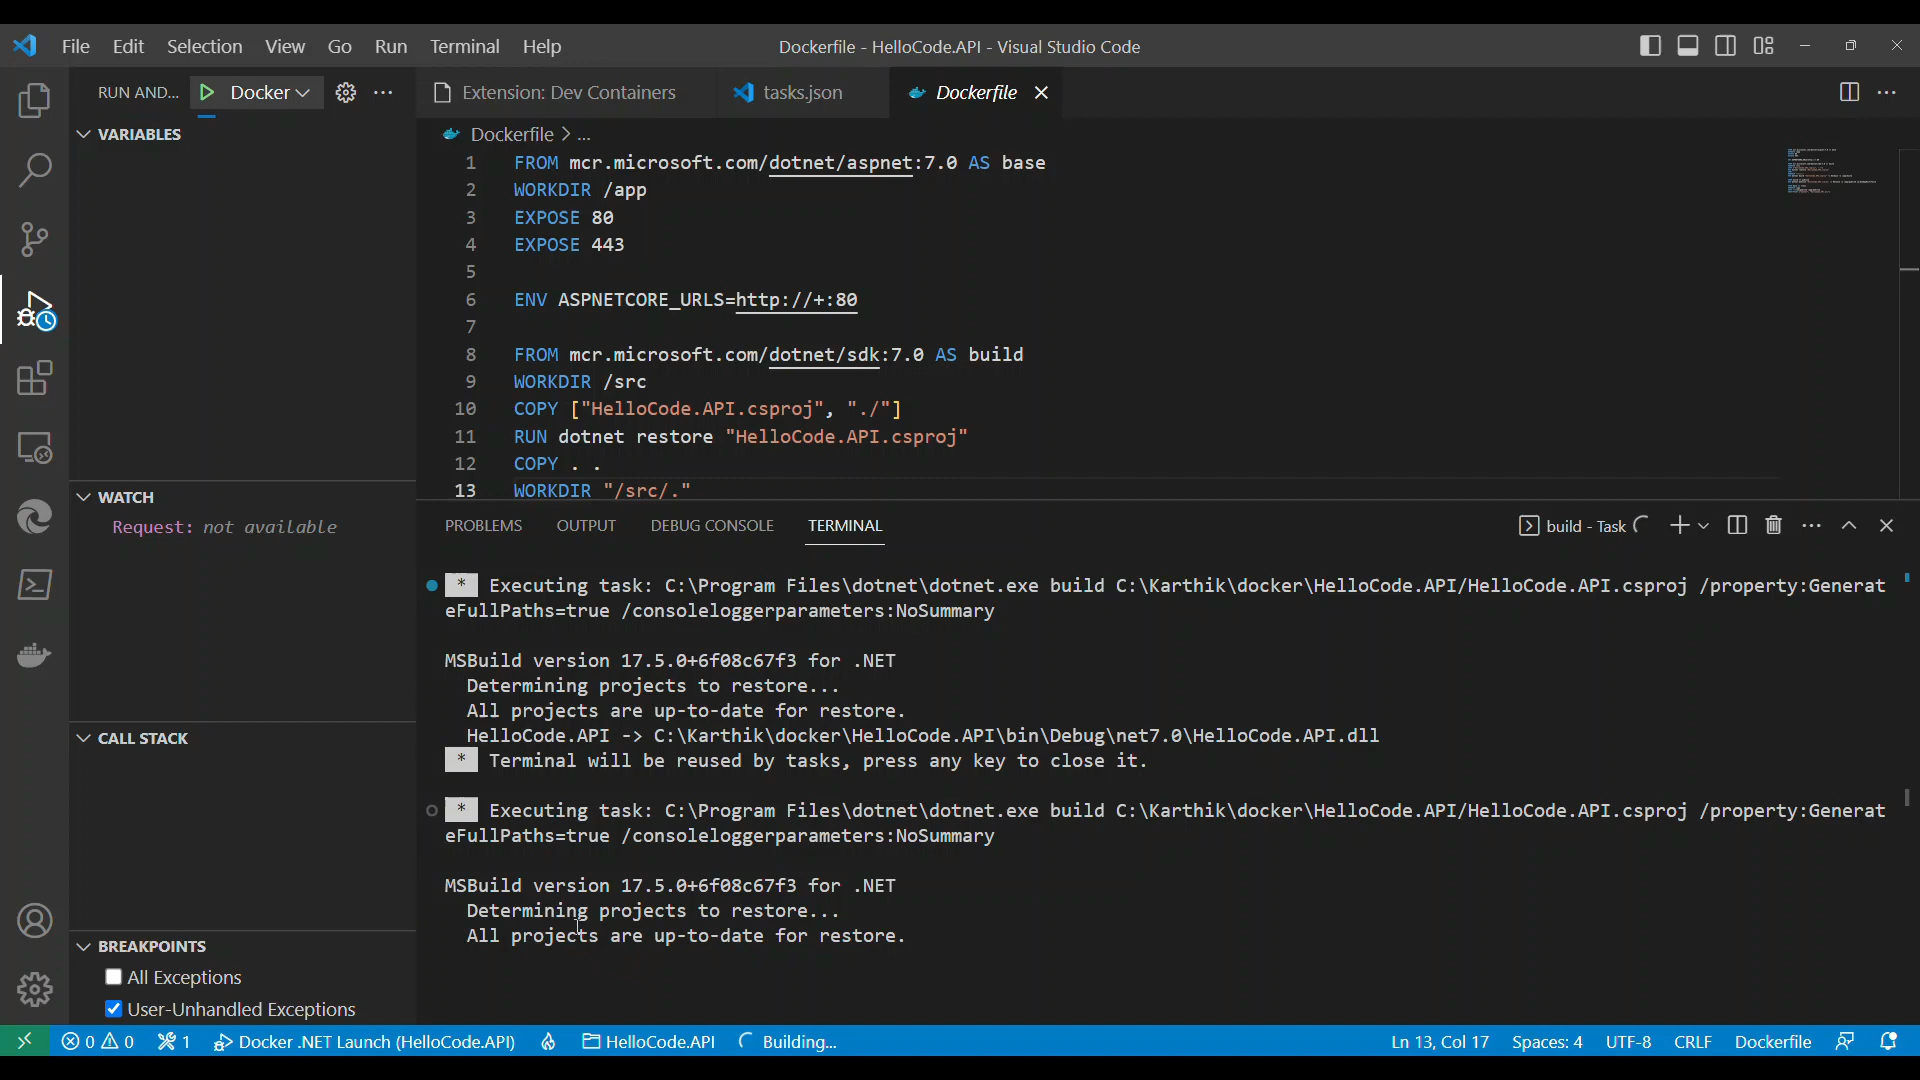 File Edit Selection View Go Run Terminal Help
Dockerfile - HelloCode.API - Visual Studio Code
RUN AND... Docker
Extension: Dev Containers tasks.json Dockerfile
VARIABLES
WATCH
Request: not available
CALL STACK
BREAKPOINTS
All Exceptions
User-Unhandled Exceptions
Dockerfile > ...
1 FROM mcr.microsoft.com/dotnet/aspnet:7.0 AS base
2 WORKDIR /app
3 EXPOSE 80
4 EXPOSE 443
5
6 ENV ASPNETCORE_URLS=http://+:80
7
8 FROM mcr.microsoft.com/dotnet/sdk:7.0 AS build
9 WORKDIR /src
10 COPY ["HelloCode.API.csproj", "./"]
11 RUN dotnet restore "HelloCode.API.csproj"
12 COPY . .
13 WORKDIR "/src/."
PROBLEMS OUTPUT DEBUG CONSOLE TERMINAL
build - Task
* Executing task: C:\Program Files\dotnet\dotnet.exe build C:\Karthik\docker\HelloCode.API/HelloCode.API.csproj /property:Generat
eFullPaths=true /consoleloggerparameters:NoSummary
MSBuild version 17.5.0+6f08c67f3 for .NET
Determining projects to restore...
All projects are up-to-date for restore.
HelloCode.API -> C:\Karthik\docker\HelloCode.API\bin\Debug\net7.0\HelloCode.API.dll
* Terminal will be reused by tasks, press any key to close it.
* Executing task: C:\Program Files\dotnet\dotnet.exe build C:\Karthik\docker\HelloCode.API/HelloCode.API.csproj /property:Generat
eFullPaths=true /consoleloggerparameters:NoSummary
MSBuild version 17.5.0+6f08c67f3 for .NET
Determining projects to restore...
All projects are up-to-date for restore.
0 0 1 Docker .NET Launch (HelloCode.API) HelloCode.API Building...
Ln 13, Col 17 Spaces: 4 UTF-8 CRLF Dockerfile